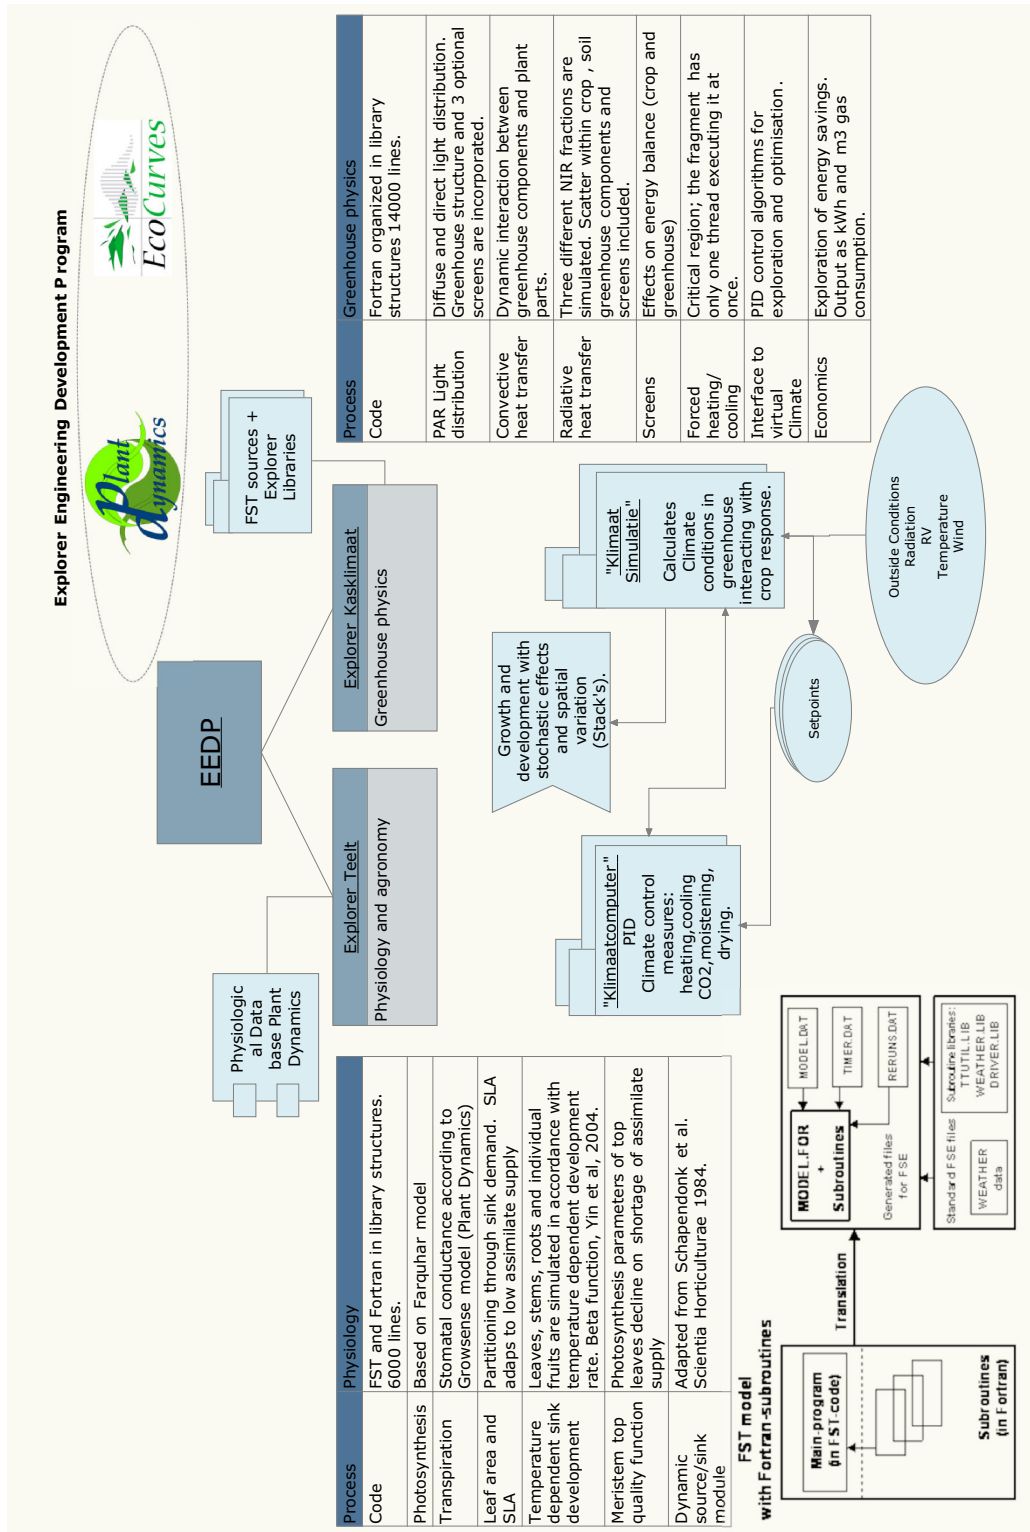 Explorer Engineering Development Program
Plant
Dynamics
EcoCurves
EEDP
Physiologic
al Data
base Plant
Dynamics
FST sources +
Explorer
Libraries
Explorer Teelt
Physiology and agronomy
Explorer Kasklimaat
Greenhouse physics
Process
Physiology
Code
FST and Fortran in library structures.
6000 lines.
Photosynthesis
Based on Farquhar model
Transpiration
Stomatal conductance according to
Growsense model (Plant Dynamics)
Leaf area and
SLA
Partitioning through sink demand. SLA
adaps to low assimilate supply
Temperature
dependent sink
development
Leaves, stems, roots and individual
fruits are simulated in accordance with
temperature dependent development
rate. Beta function, Yin et al, 2004.
Meristem top
quality function
Photosynthesis parameters of top
leaves decline on shortage of assimilate
supply
Dynamic
source/sink
module
Adapted from Schapendonk et al.
Scientia Horticulturae 1984.
Process
Greenhouse physics
Code
Fortran organized in library
structures 14000 lines.
PAR Light
distribution
Diffuse and direct light distribution.
Greenhouse structure and 3 optional
screens are incorporated.
Convective
heat transfer
Dynamic interaction between
greenhouse components and plant
parts.
Radiative
heat transfer
Three different NIR fractions are
simulated. Scatter within crop , soil
greenhouse components and
screens included.
Screens
Effects on energy balance (crop and
greenhouse)
Forced
heating/
cooling
Critical region; the fragment has
only one thread executing it at
once.
Interface to
virtual
Climate
PID control algorithms for
exploration and optimisation.
Economics
Exploration of energy savings.
Output as kWh and m3 gas
consumption.
Growth and
development with
stochastic effects
and spatial
variation
(Stack's).
"Klimaatcomputer"
PID
Climate control
measures:
heating,cooling
CO2,moistening,
drying.
"Klimaat
Simulatie"
Calculates
Climate
conditions in
greenhouse
interacting with
crop response.
Setpoints
Outside Conditions
Radiation
RV
Temperature
Wind
FST model
with Fortran-subroutines
Main-program
(in FST-code)
Subroutines
(in Fortran)
Translation
MODEL.FOR
+
Subroutines
MODEL.DAT
TIMER.DAT
RERUNS.DAT
Generated files
for FSE
Standard FSE files
WEATHER
data
Subroutine libraries:
TTUTIL.LIB
WEATHER.LIB
DRIVER.LIB